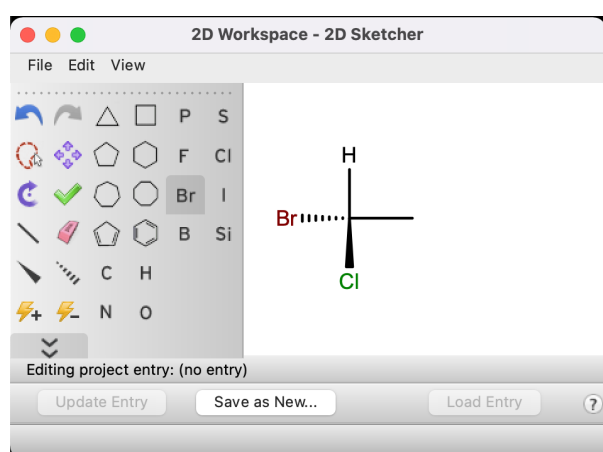 2D Workspace - 2D Sketcher
File Edit View
P S
F Cl
Br I
B Si
C H
N O
H
Br
Cl
Editing project entry: (no entry)
Update Entry Save as New... Load Entry ?